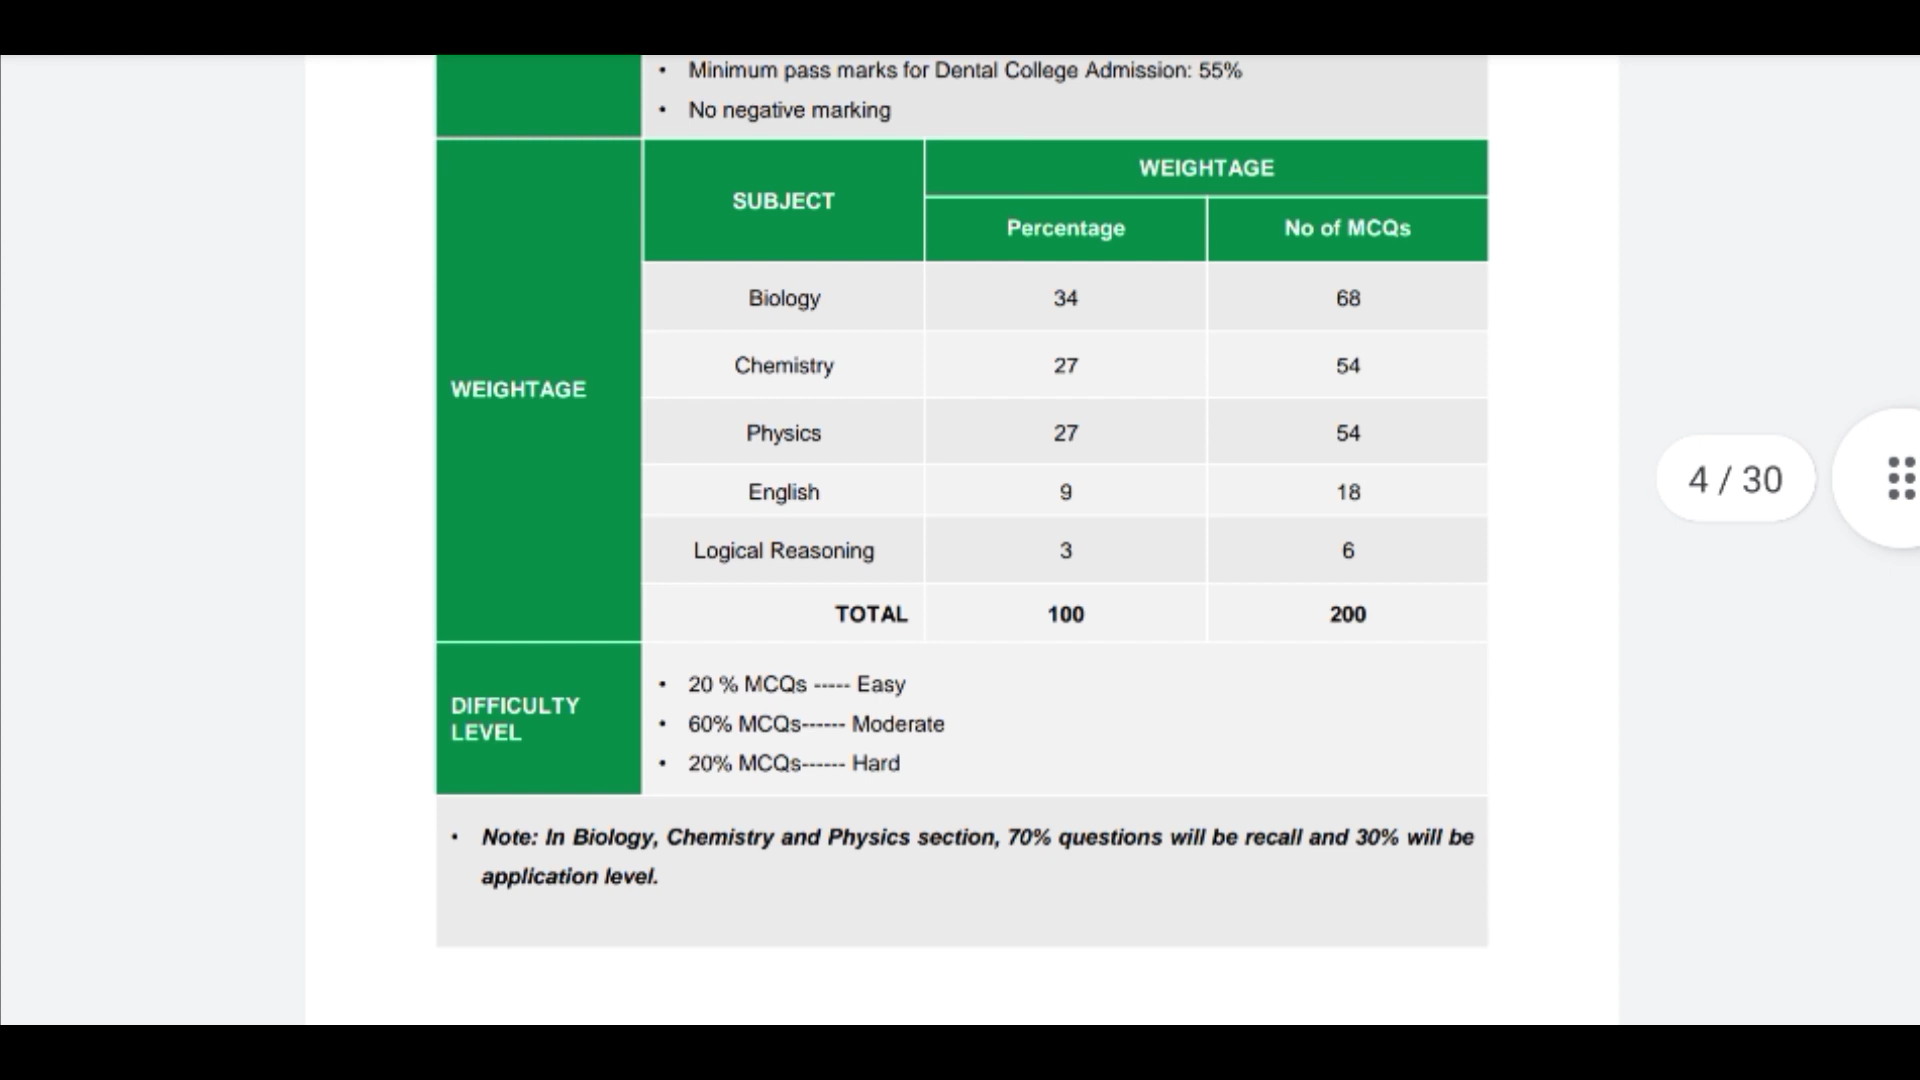 • Minimum pass marks for Dental College Admission: 55%
• No negative marking
WEIGHTAGE
SUBJECT
WEIGHTAGE
Percentage
No of MCQs
Biology 34 68
Chemistry 27 54
Physics 27 54
English 9 18
Logical Reasoning 3 6
TOTAL 100 200
DIFFICULTY
LEVEL
• 20 % MCQs ----- Easy
• 60% MCQs------ Moderate
• 20% MCQs------ Hard
• Note: In Biology, Chemistry and Physics section, 70% questions will be recall and 30% will be
application level.
4 / 30